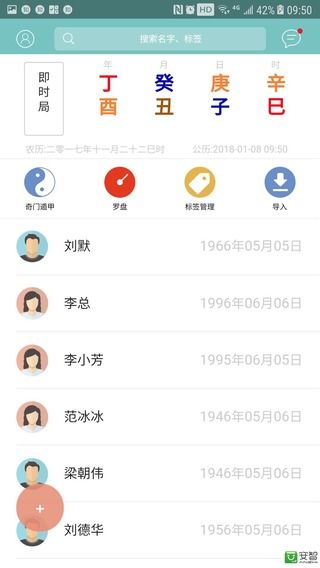 HD 4G 42% 09:50
搜索名字、标签
年 月 日 时
即时局
丁 癸 庚 辛
酉 丑 子 巳
农历:二零一七年十一月二十二巳时 公历:2018-01-08 09:50
奇门遁甲 罗盘 标签管理 导入
刘默 1966年05月05日
李总 1996年06月06日
李小芳 1995年06月05日
范冰冰 1946年05月06日
梁朝伟 1946年05月06日
+
刘德华 1956年05月06日
安智